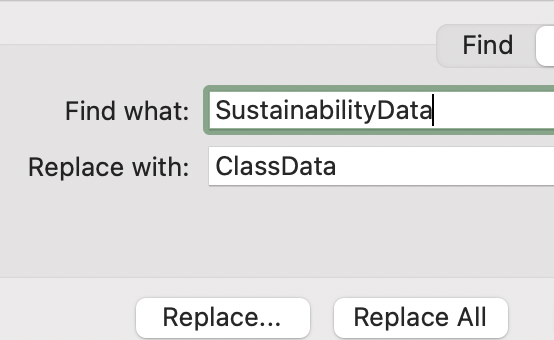 Find
Find what: SustainabilityData
Replace with: ClassData
Replace... Replace All